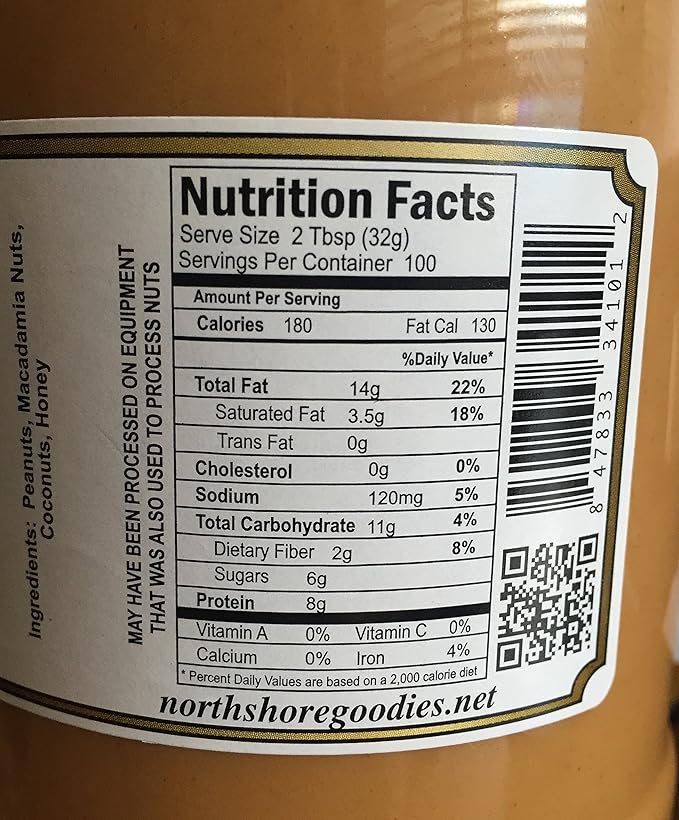 Ingredients: Peanuts, Macadamia Nuts,
Coconuts, Honey
MAY HAVE BEEN PROCESSED ON EQUIPMENT
THAT WAS ALSO USED TO PROCESS NUTS
Nutrition Facts
Serve Size 2 Tbsp (32g)
Servings Per Container 100
Amount Per Serving
Calories 180 Fat Cal 130
%Daily Value*
Total Fat 14g 22%
Saturated Fat 3.5g 18%
Trans Fat 0g
Cholesterol 0g 0%
Sodium 120mg 5%
Total Carbohydrate 11g 4%
Dietary Fiber 2g 8%
Sugars 6g
Protein 8g
Vitamin A 0% Vitamin C 0%
Calcium 0% Iron 4%
* Percent Daily Values are based on a 2,000 calorie diet
8 47833 34101 2
northshoregoodies.net